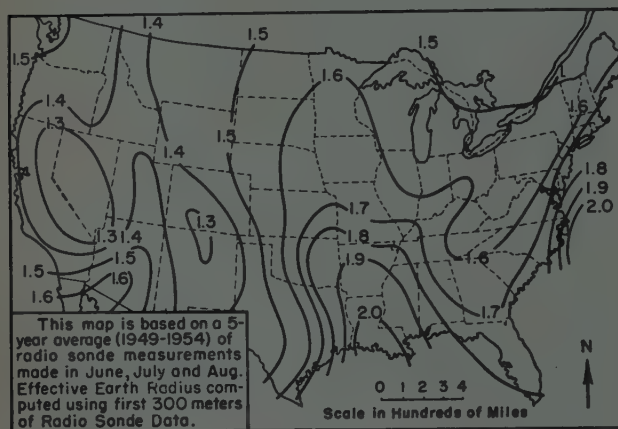 1.4
1.5
1.5
1.5
1.6
1.6
1.4
1.3
1.5
1.4
1.8
1.9
2.0
1.3
1.7
1.8
1.3
1.4
1.6
1.9
1.5
1.5
1.6
1.6
1.7
2.0
This map is based on a 5-
year average (1949-1954) of
radio sonde measurements
made in June, July and Aug.
Effective Earth Radius com-
puted using first 300 meters
of Radio Sonde Data.
N
0 1 2 3 4
Scale in Hundreds of Miles